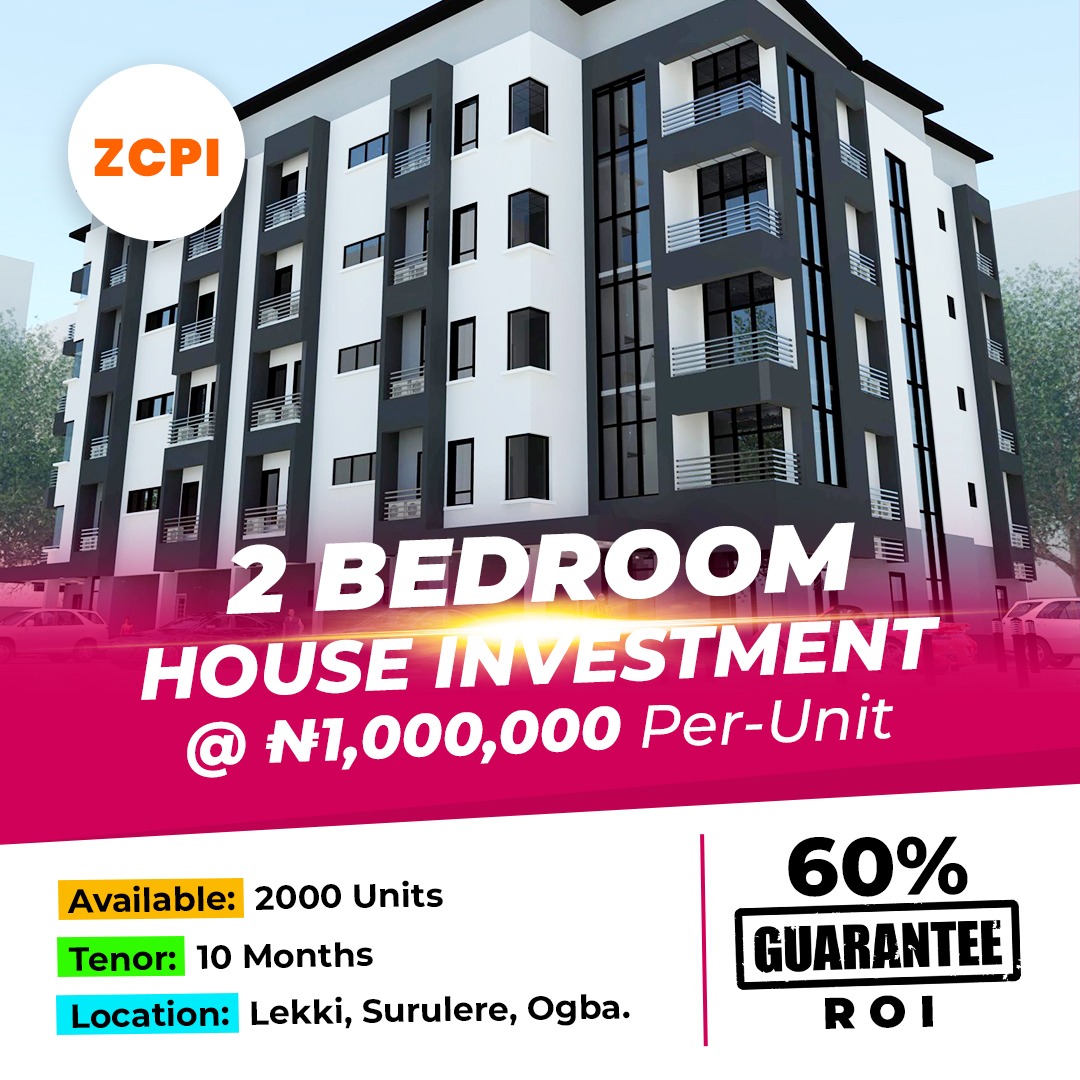 ZCPI
2 BEDROOM
HOUSE INVESTMENT
@ ₦1,000,000 Per-Unit
Available: 2000 Units
Tenor: 10 Months
Location: Lekki, Surulere, Ogba.
60%
GUARANTEE
ROI